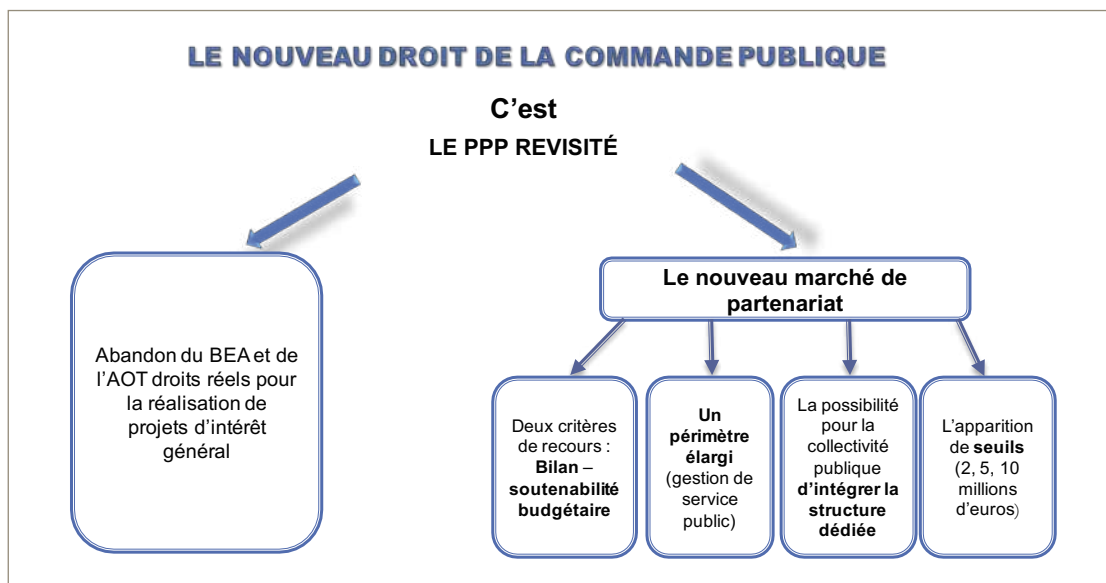 LE NOUVEAU DROIT DE LA COMMANDE PUBLIQUE
C’est
LE PPP REVISITÉ
Abandon du BEA et de
l’AOT droits réels pour
la réalisation de
projets d’intérêt
général
Le nouveau marché de
partenariat
Deux critères
de recours :
Bilan –
soutenabilité
budgétaire
Un
périmètre
élargi
(gestion de
service
public)
La possibilité
pour la
collectivité
publique
d’intégrer la
structure
dédiée
L’apparition
de seuils
(2, 5, 10
millions
d’euros)